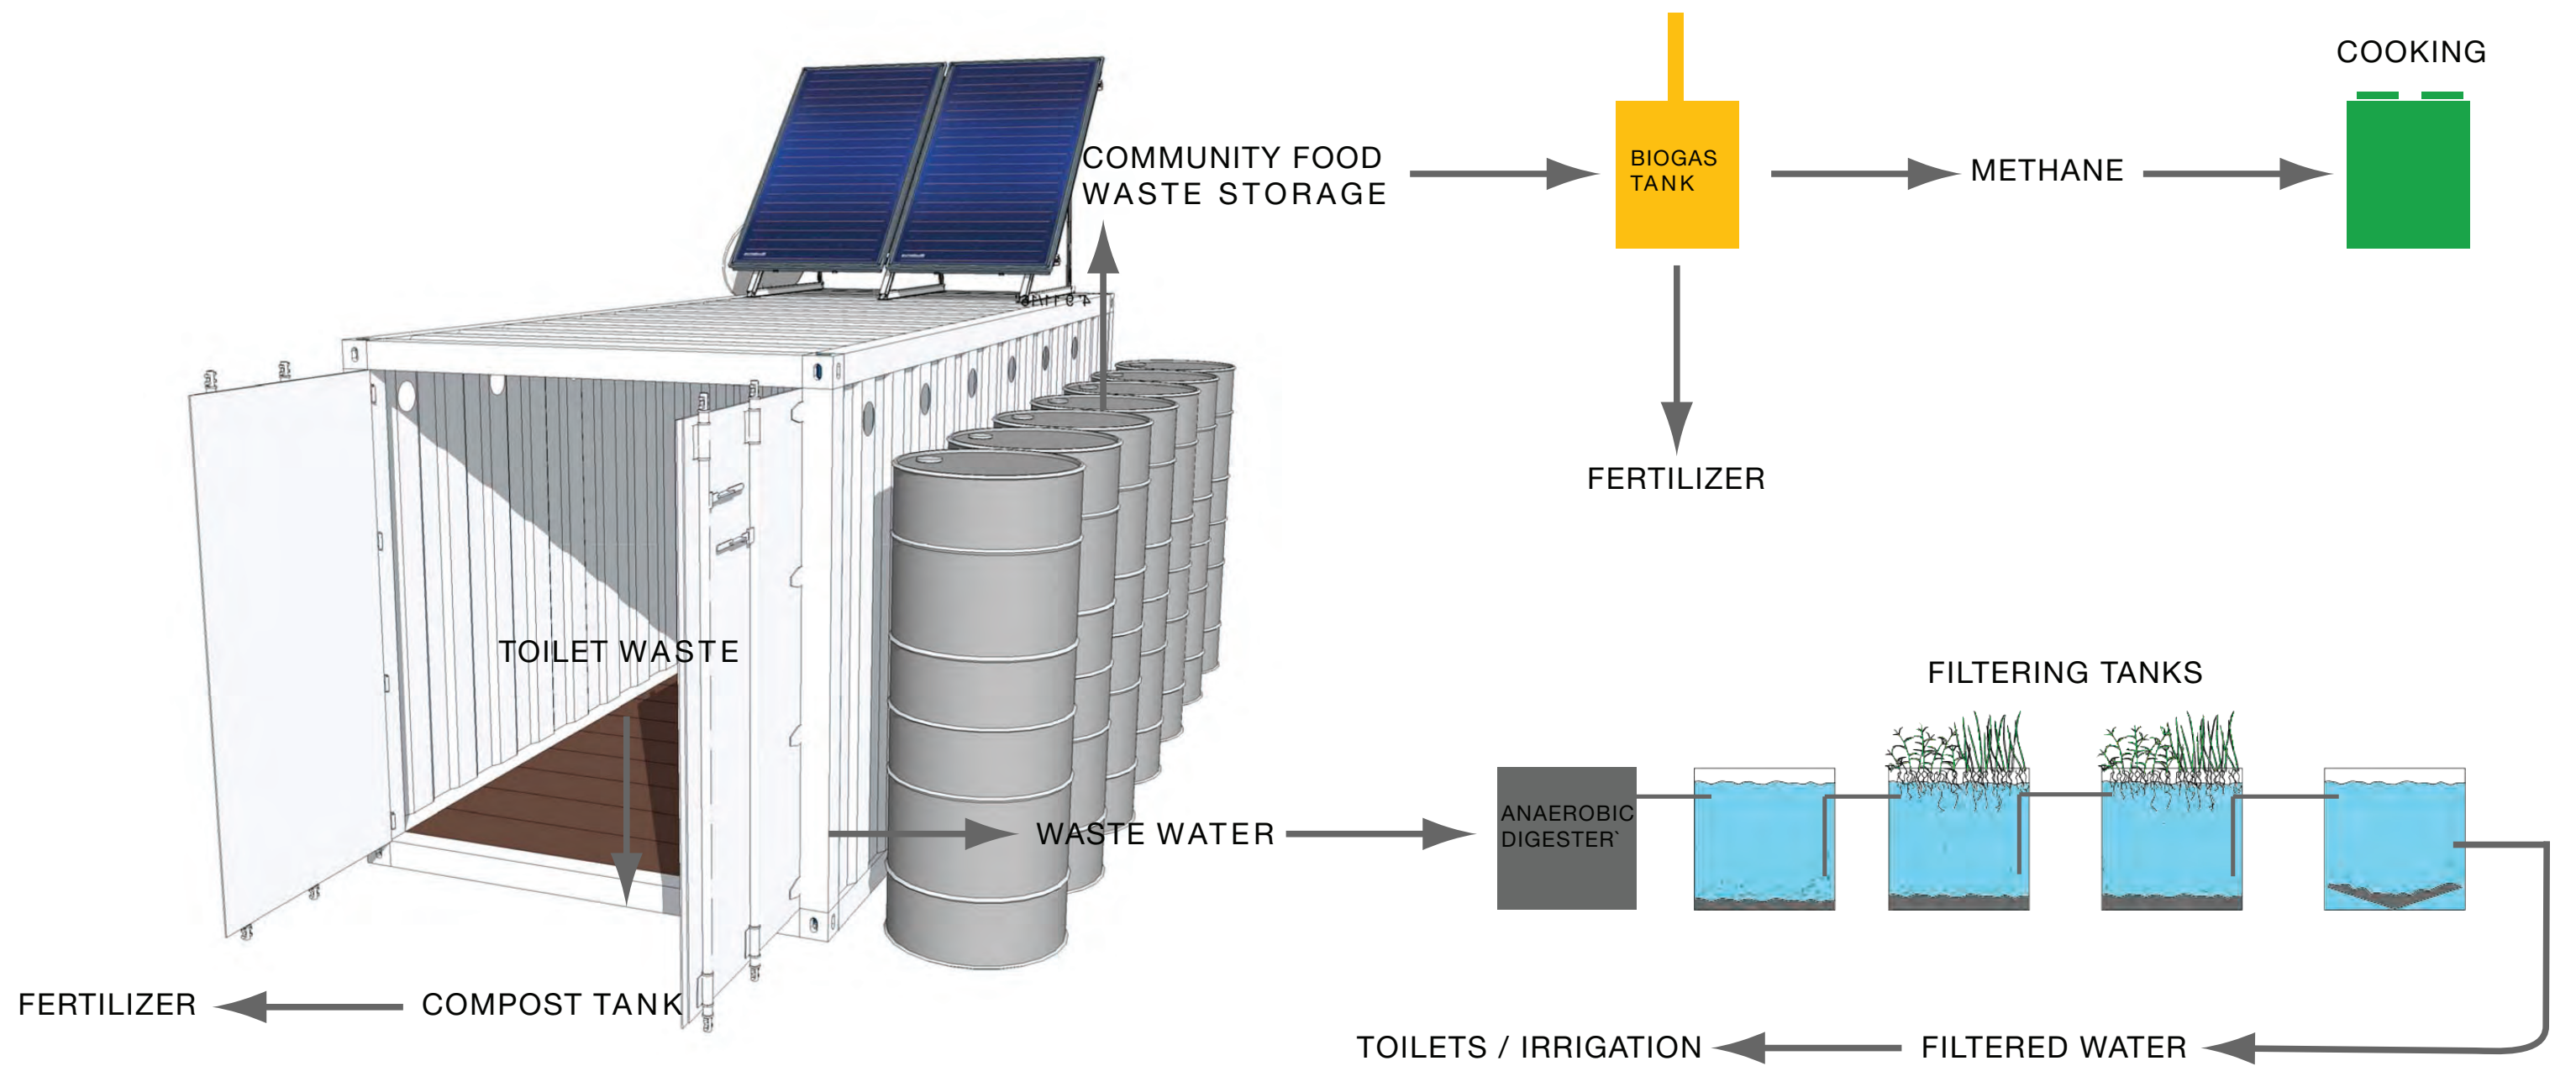 COOKING
COMMUNITY FOOD
WASTE STORAGE
BIOGAS
TANK
METHANE
FERTILIZER
TOILET WASTE
FILTERING TANKS
WASTE WATER
ANAEROBIC
DIGESTER`
FERTILIZER
COMPOST TANK
TOILETS / IRRIGATION
FILTERED WATER